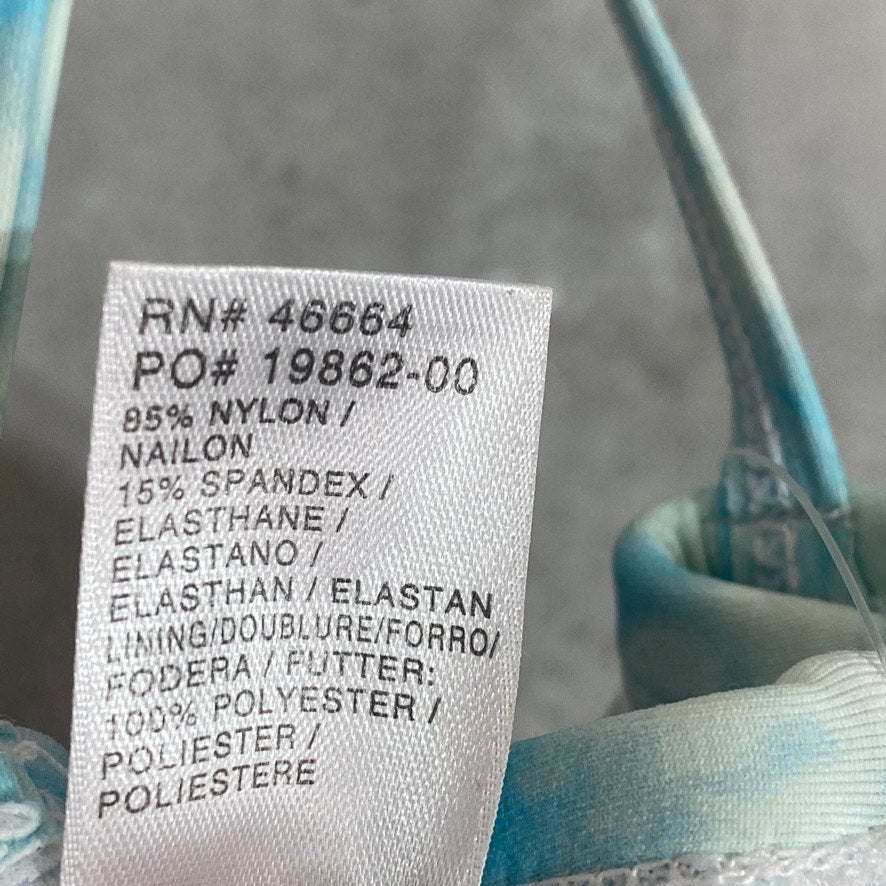 RN# 46664
PO# 19862-00
85% NYLON /
NAILON
15% SPANDEX /
ELASTHANE /
ELASTANO /
ELASTHAN / ELASTAN
LINING/DOUBLURE/FORRO/
FODERA / FUTTER:
100% POLYESTER /
POLIESTER /
POLIESTERE